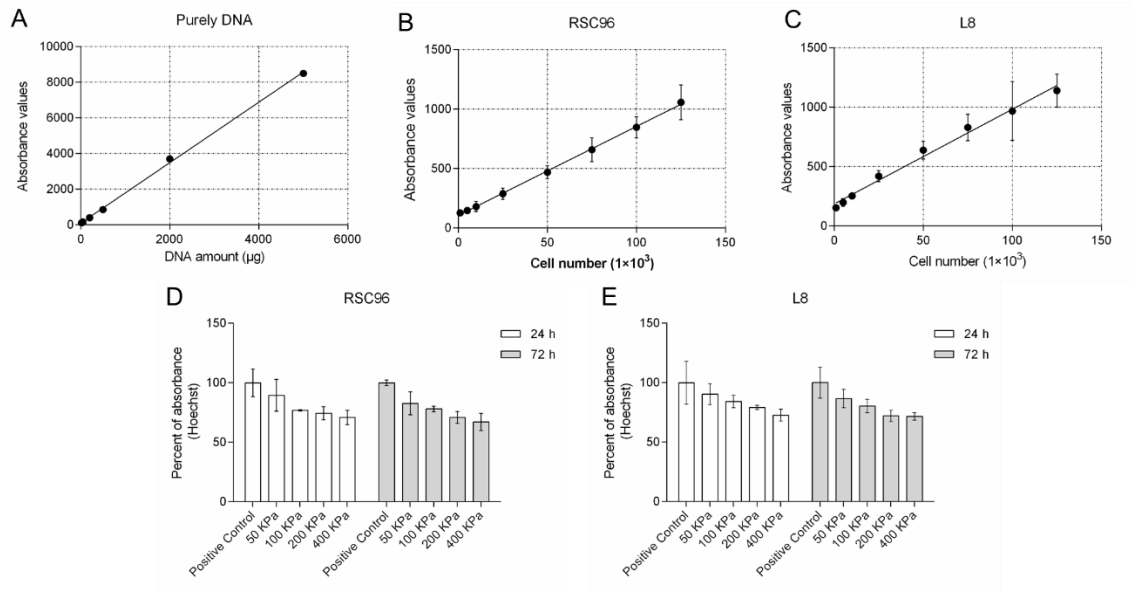 A
Purely DNA
Absorbance values
10000
8000
6000
4000
2000
0
0
2000
4000
6000
DNA amount (µg)
B
RSC96
Absorbance values
1500
1000
500
0
0
50
100
150
Cell number (1×10³)
C
L8
Absorbance values
1500
1000
500
0
0
50
100
150
Cell number (1×10³)
D
RSC96
Percent of absorbance
(Hoechst)
150
100
50
0
24 h
72 h
Positive Control
50 KPa
100 KPa
200 KPa
400 KPa
Positive Control
50 KPa
100 KPa
200 KPa
400 KPa
E
L8
Percent of absorbance
(Hoechst)
150
100
50
0
24 h
72 h
Positive Control
50 KPa
100 KPa
200 KPa
400 KPa
Positive Control
50 KPa
100 KPa
200 KPa
400 KPa